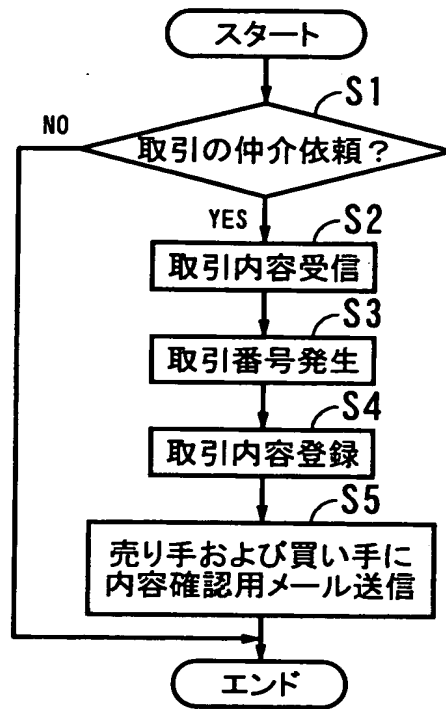 スタート
S1
NO
取引の仲介依頼?
YES
S2
取引内容受信
S3
取引番号発生
S4
取引内容登録
S5
売り手および買い手に
内容確認用メール送信
エンド